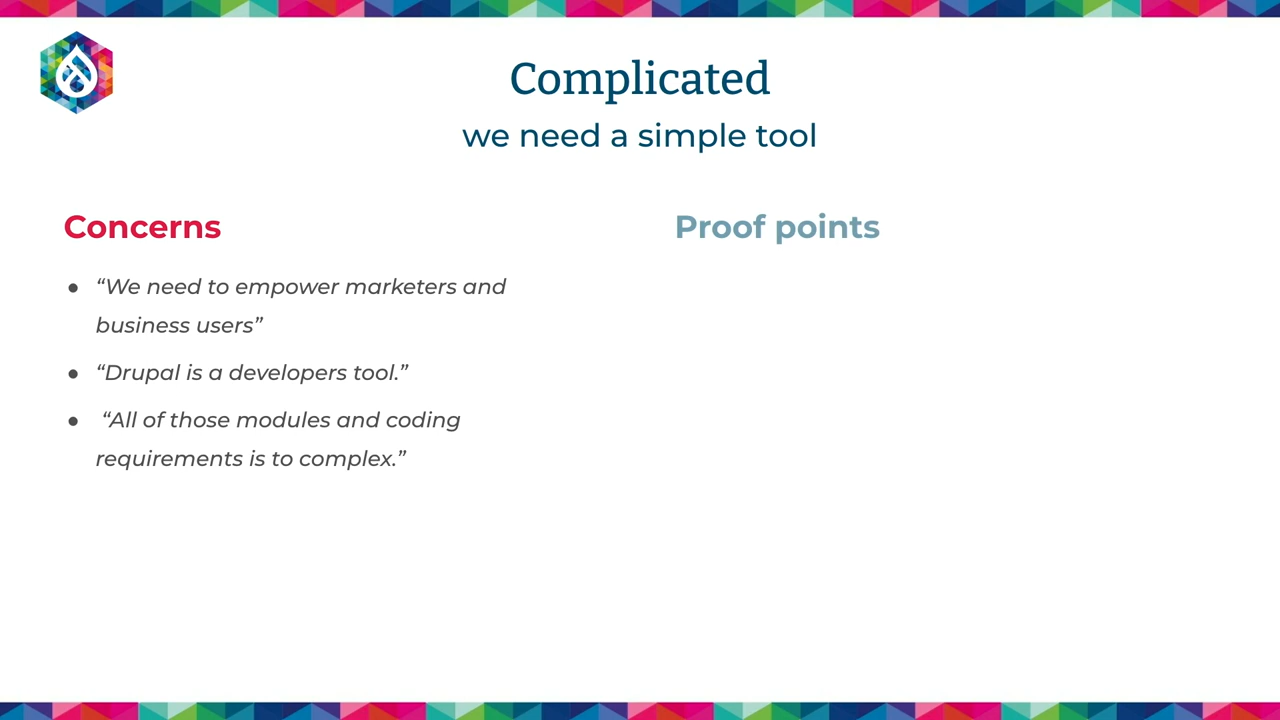 Complicated
we need a simple tool
Concerns
● “We need to empower marketers and
business users”
● “Drupal is a developers tool.”
● “All of those modules and coding
requirements is to complex.”
Proof points